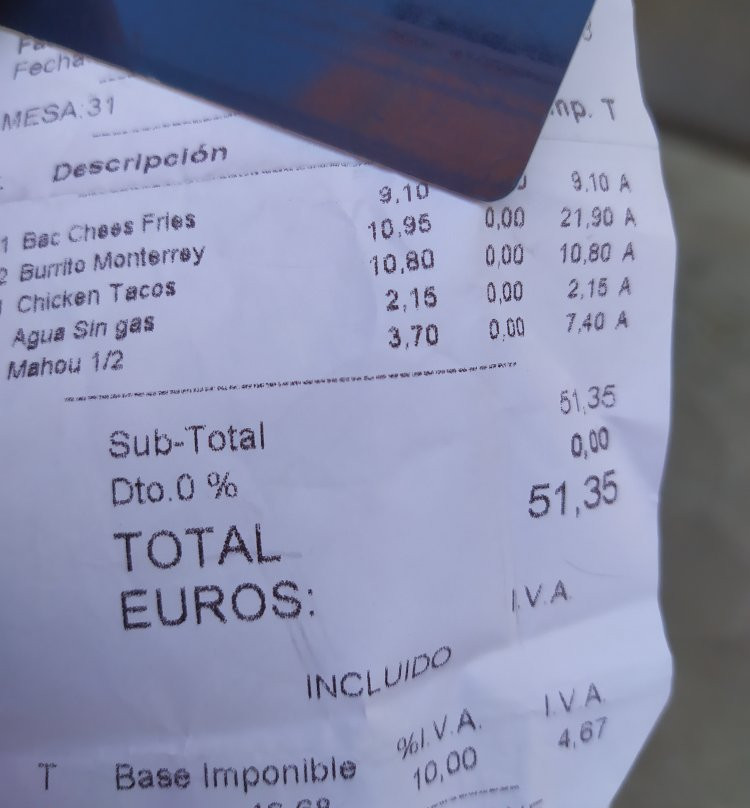 Fecha
MESA:31
Descripción np. T
1 Bac Chees Fries 9,10 9,10 A
2 Burrito Monterrey 10,95 0,00 21,90 A
Chicken Tacos 10,80 0,00 10,80 A
Agua Sin gas 2,15 0,00 2,15 A
Mahou 1/2 3,70 0,00 7,40 A
Sub-Total 51,35
Dto.0 % 0,00
TOTAL 51,35
EUROS:
I.V.A.
INCLUIDO
T Base Imponible %I.V.A. I.V.A.
10,00 4,67